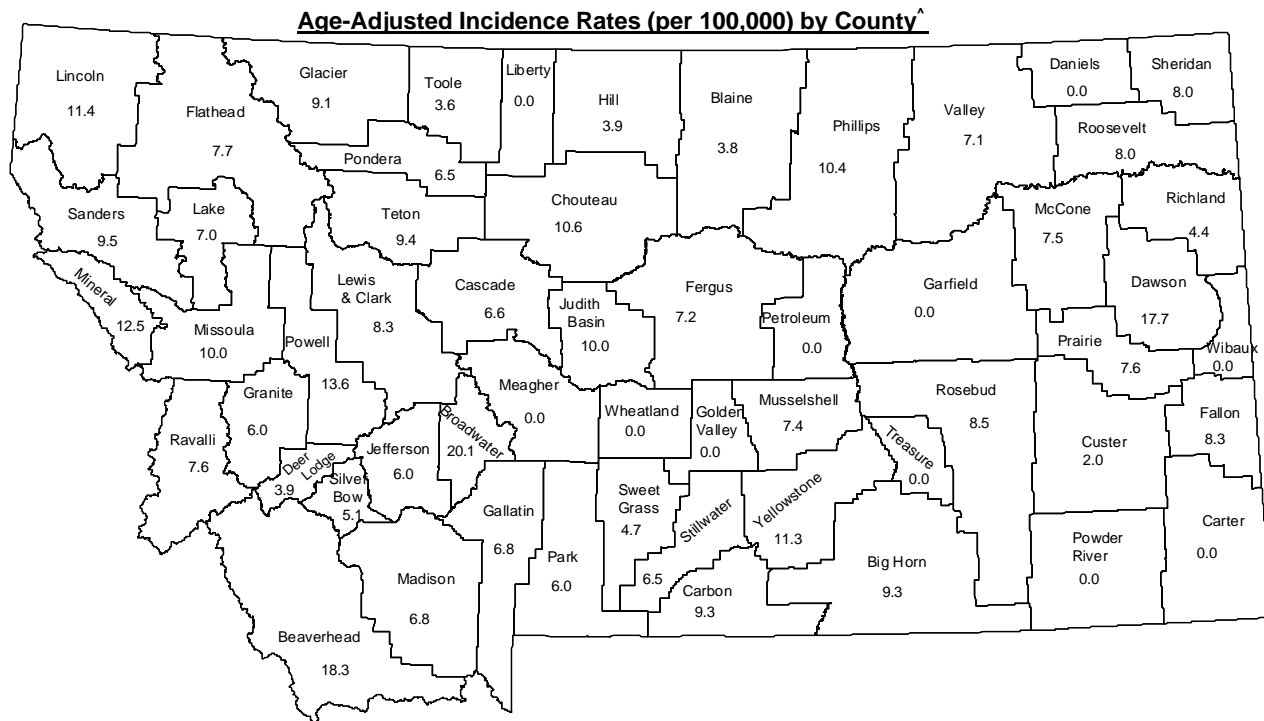 Age-Adjusted Incidence Rates (per 100,000) by County^
Lincoln
11.4
Flathead
7.7
Glacier
9.1
Toole
3.6
Liberty
0.0
Hill
3.9
Blaine
3.8
Phillips
10.4
Valley
7.1
Daniels
0.0
Sheridan
8.0
Roosevelt
8.0
Pondera
6.5
Sanders
9.5
Lake
7.0
Teton
9.4
Chouteau
10.6
McCone
7.5
Richland
4.4
Mineral
12.5
Missoula
10.0
Powell
13.6
Lewis
& Clark
8.3
Cascade
6.6
Judith
Basin
10.0
Fergus
7.2
Petroleum
0.0
Garfield
0.0
Dawson
17.7
Prairie
7.6
Wibaux
0.0
Granite
6.0
Ravalli
7.6
Deer
Lodge
3.9
Silver
Bow
5.1
Jefferson
6.0
Broadwater
20.1
Meagher
0.0
Wheatland
0.0
Golden
Valley
0.0
Musselshell
7.4
Rosebud
8.5
Treasure
0.0
Custer
2.0
Fallon
8.3
Gallatin
6.8
Park
6.0
Sweet
Grass
4.7
Stillwater
6.5
Yellowstone
11.3
Carbon
9.3
Big Horn
9.3
Powder
River
0.0
Carter
0.0
Madison
6.8
Beaverhead
18.3